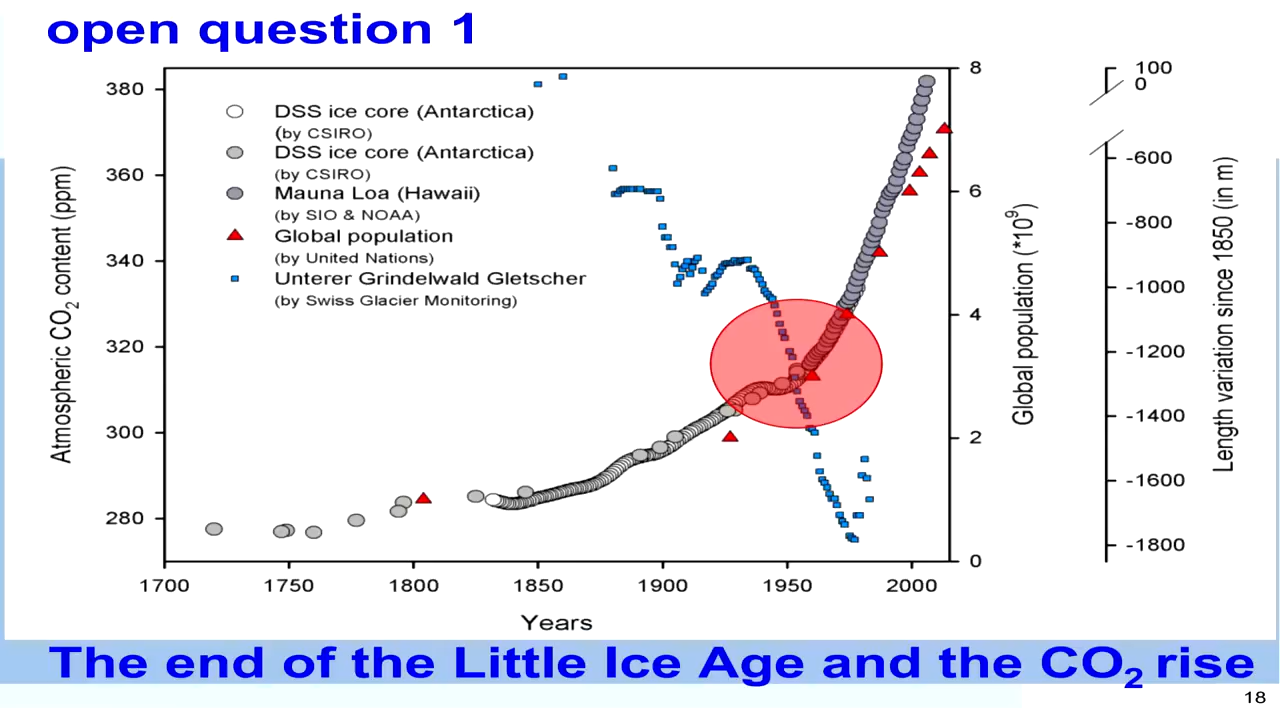 open question 1
380
360
340
320
300
280
Atmospheric CO2 content (ppm)
DSS ice core (Antarctica)
(by CSIRO)
DSS ice core (Antarctica)
(by CSIRO)
Mauna Loa (Hawaii)
(by SIO & NOAA)
Global population
(by United Nations)
Unterer Grindelwald Gletscher
(by Swiss Glacier Monitoring)
8
6
4
2
0
Global population (*10⁹)
100
0
-600
-800
-1000
-1200
-1400
-1600
-1800
Length variation since 1850 (in m)
1700 1750 1800 1850 1900 1950 2000
Years
The end of the Little Ice Age and the CO2 rise
18